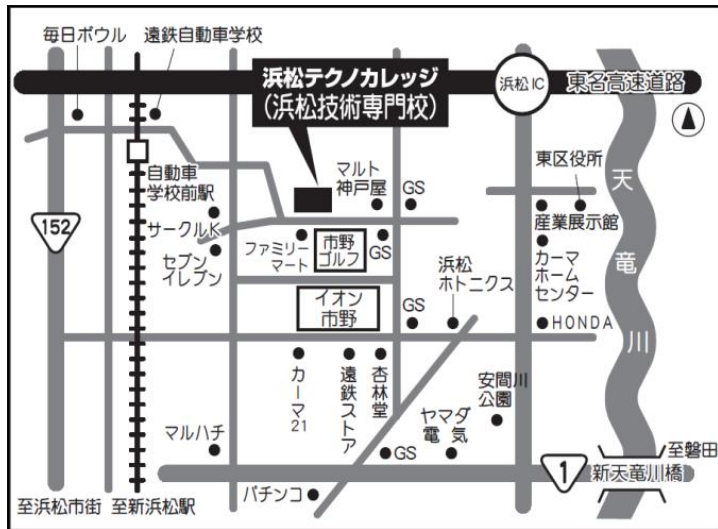 毎日ボウル
遠鉄自動車学校
浜松テクノカレッジ
(浜松技術専門校)
浜松IC
東名高速道路
自動車
学校前駅
マルト
神戸屋
GS
東区役所
天竜川
152
サークルK
セブン
イレブン
ファミリー
マート
市野
ゴルフ
GS
産業展示館
カーマ
ホーム
センター
浜松
ホトニクス
イオン
市野
GS
HONDA
カーマ21
遠鉄ストア
杏林堂
安間川
公園
ヤマダ
電気
マルハチ
GS
パチンコ
1
至磐田
新天竜川橋
至浜松市街
至新浜松駅